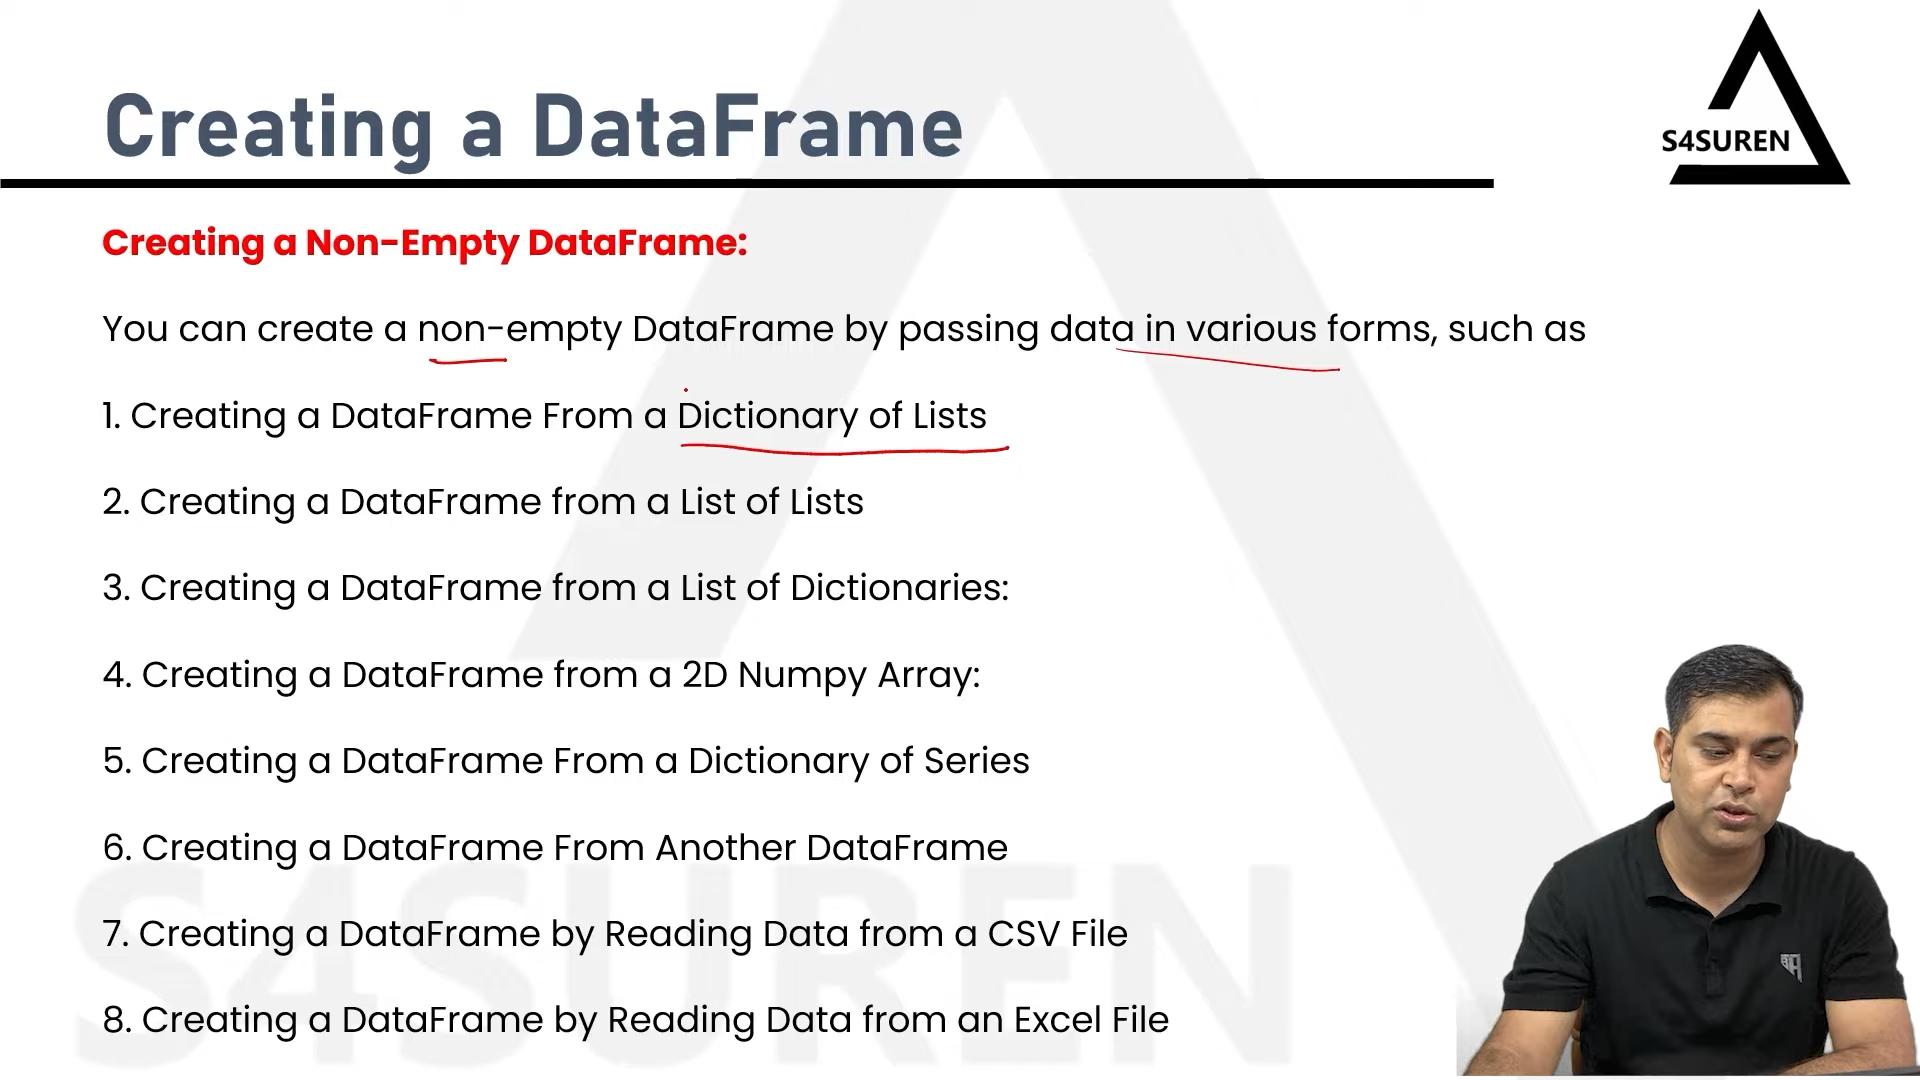 Creating a DataFrame
S4SUREN
Creating a Non-Empty DataFrame:
You can create a non-empty DataFrame by passing data in various forms, such as
1. Creating a DataFrame From a Dictionary of Lists
2. Creating a DataFrame from a List of Lists
3. Creating a DataFrame from a List of Dictionaries:
4. Creating a DataFrame from a 2D Numpy Array:
5. Creating a DataFrame From a Dictionary of Series
6. Creating a DataFrame From Another DataFrame
7. Creating a DataFrame by Reading Data from a CSV File
8. Creating a DataFrame by Reading Data from an Excel File
S4SUREN